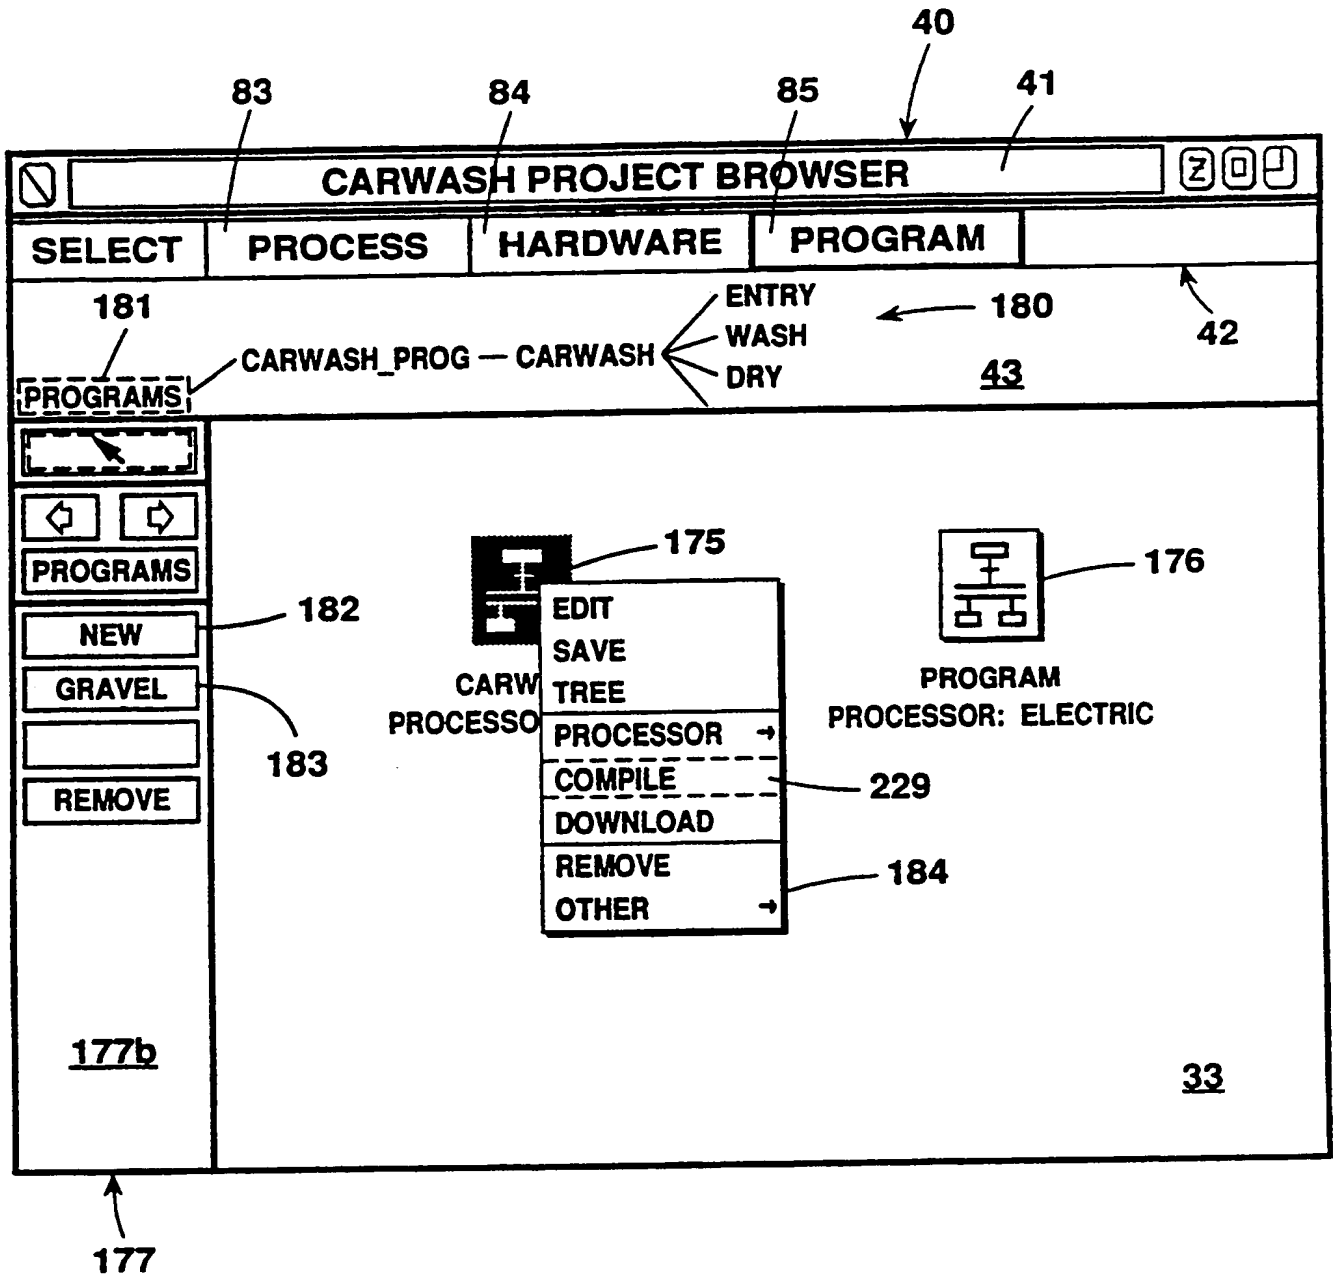 40
83 84 85 41
CARWASH PROJECT BROWSER Z
SELECT PROCESS HARDWARE PROGRAM
181 ENTRY 180 42
CARWASH_PROG — CARWASH WASH
PROGRAMS DRY 43
PROGRAMS
NEW 182
GRAVEL 183
REMOVE
177b
177
175
CARW
PROCESSO
EDIT
SAVE
TREE
PROCESSOR →
COMPILE 229
DOWNLOAD
REMOVE 184
OTHER →
176
PROGRAM
PROCESSOR: ELECTRIC
33